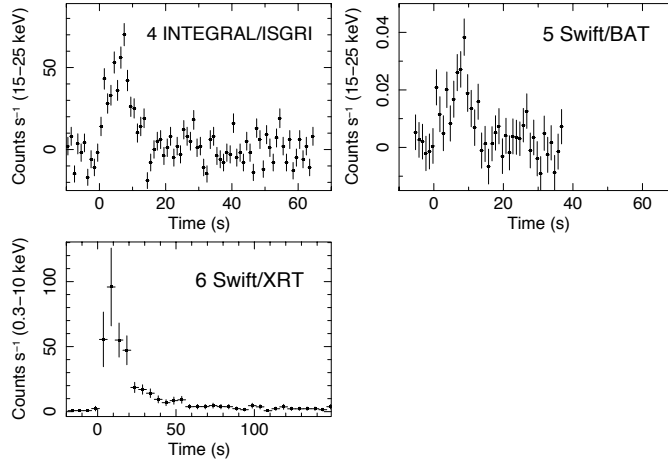 4 INTEGRAL/ISGRI
Counts s⁻¹ (15−25 keV)
0
50
0
20
40
60
Time (s)
5 Swift/BAT
Counts s⁻¹ (15−25 keV)
0
0.02
0.04
0
20
40
60
Time (s)
6 Swift/XRT
Counts s⁻¹ (0.3−10 keV)
0
50
100
0
50
100
Time (s)